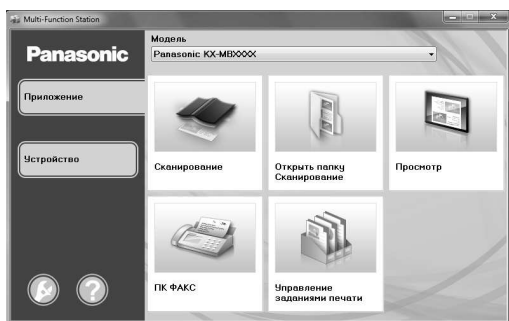 Multi-Function Station
Panasonic
Модель
Panasonic KX-MBXXXX
Приложение
Устройство
Сканирование
Открыть папку
Сканирование
Просмотр
ПК ФАКС
Управление
заданиями печати